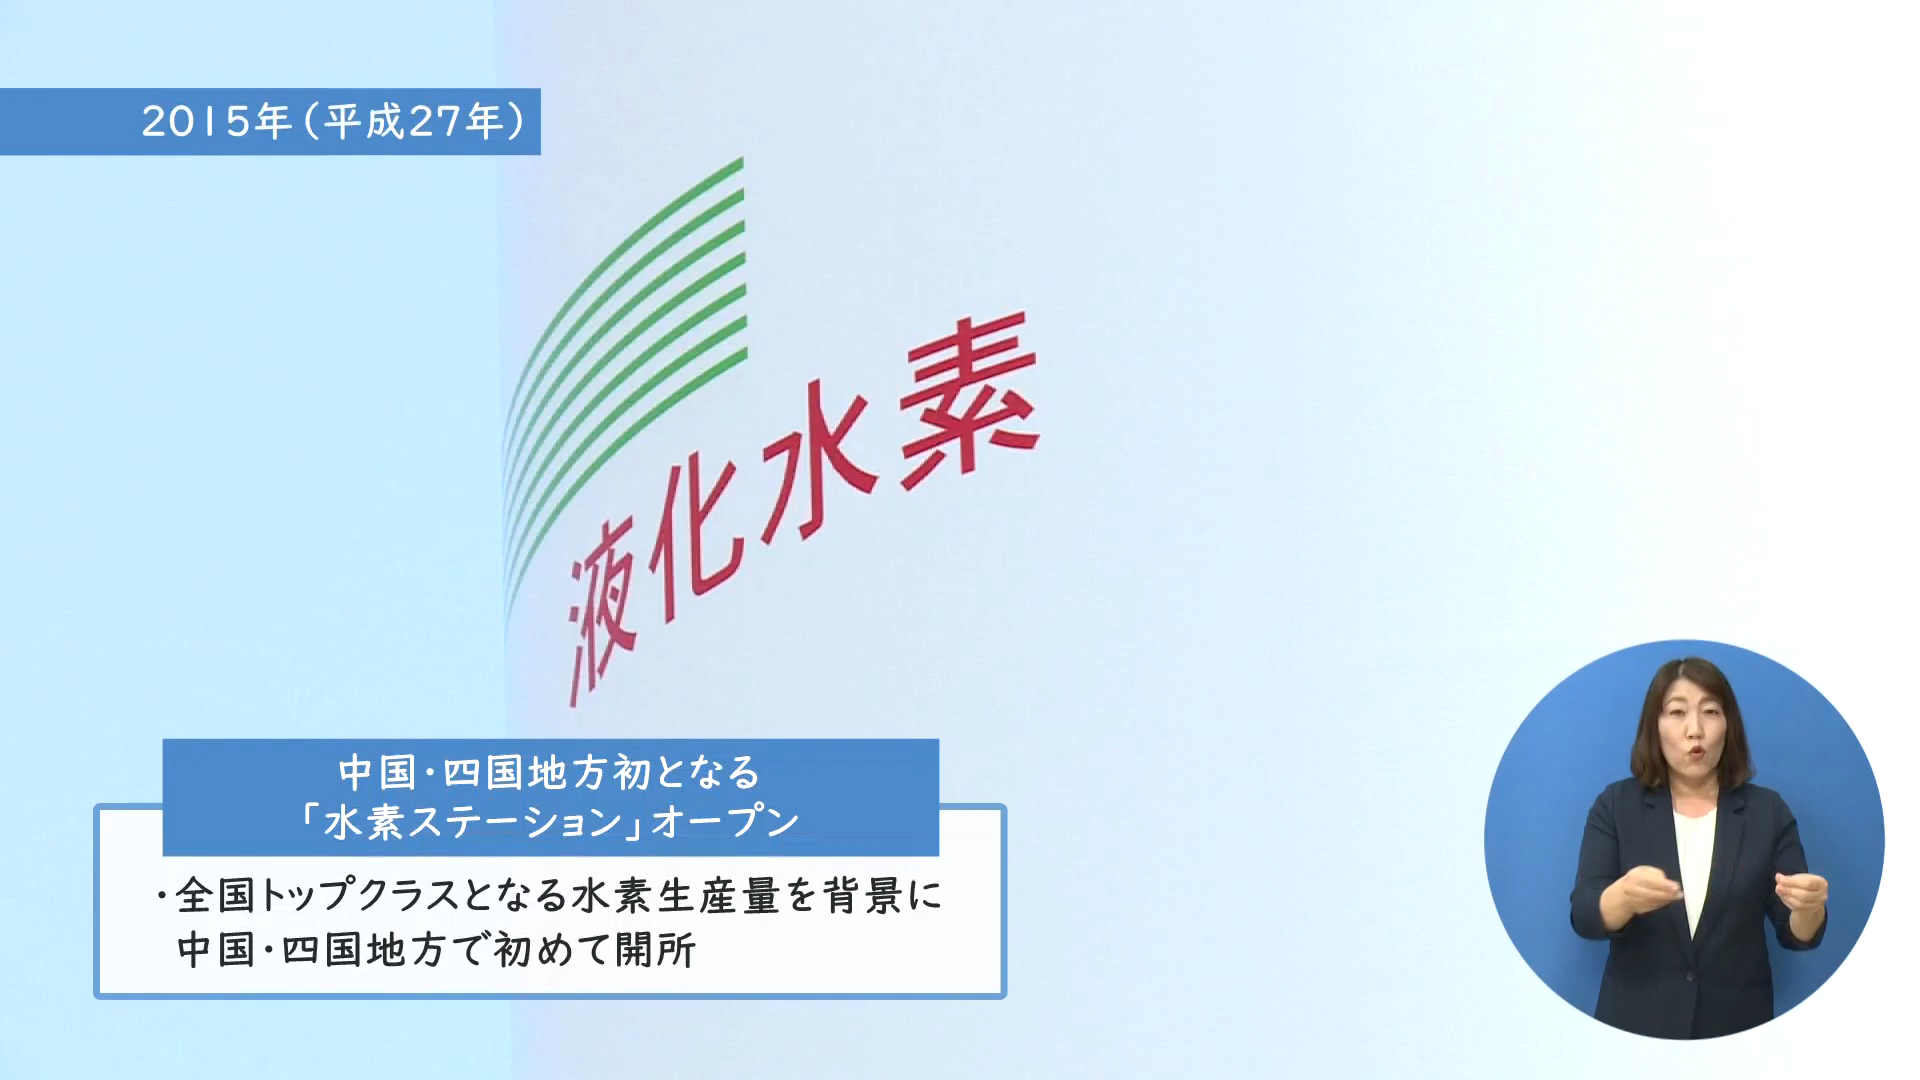 2015年(平成27年)
液化水素
中国・四国地方初となる
「水素ステーション」オープン
・全国トップクラスとなる水素生産量を背景に
中国・四国地方で初めて開所